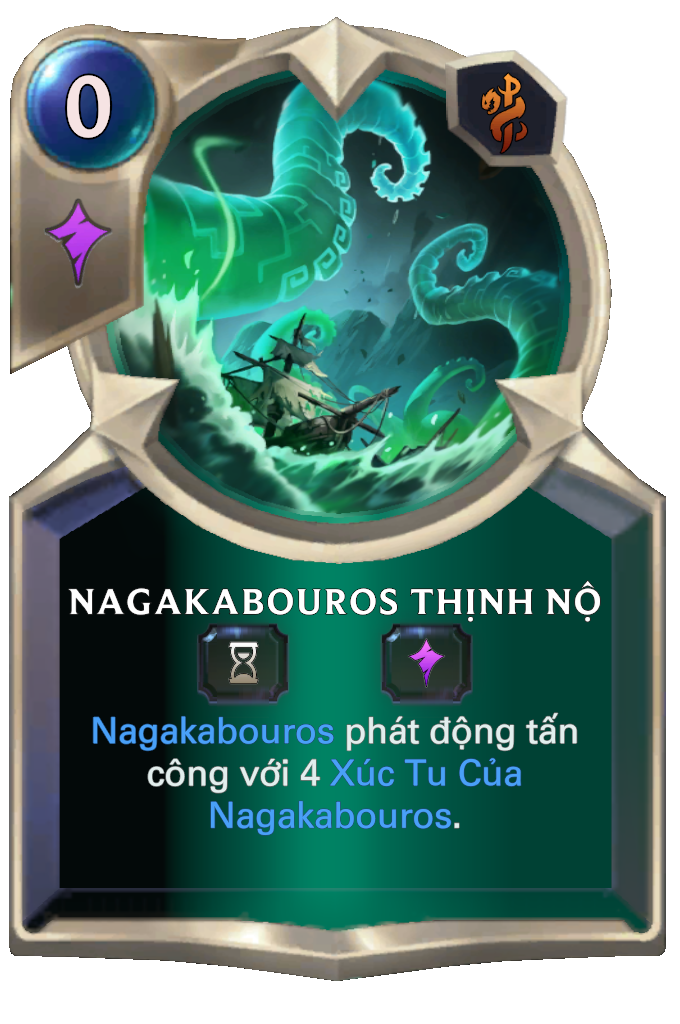 0
NAGAKABOUROS THỊNH NỘ
Nagakabouros phát động tấn
công với 4 Xúc Tu Của
Nagakabouros.